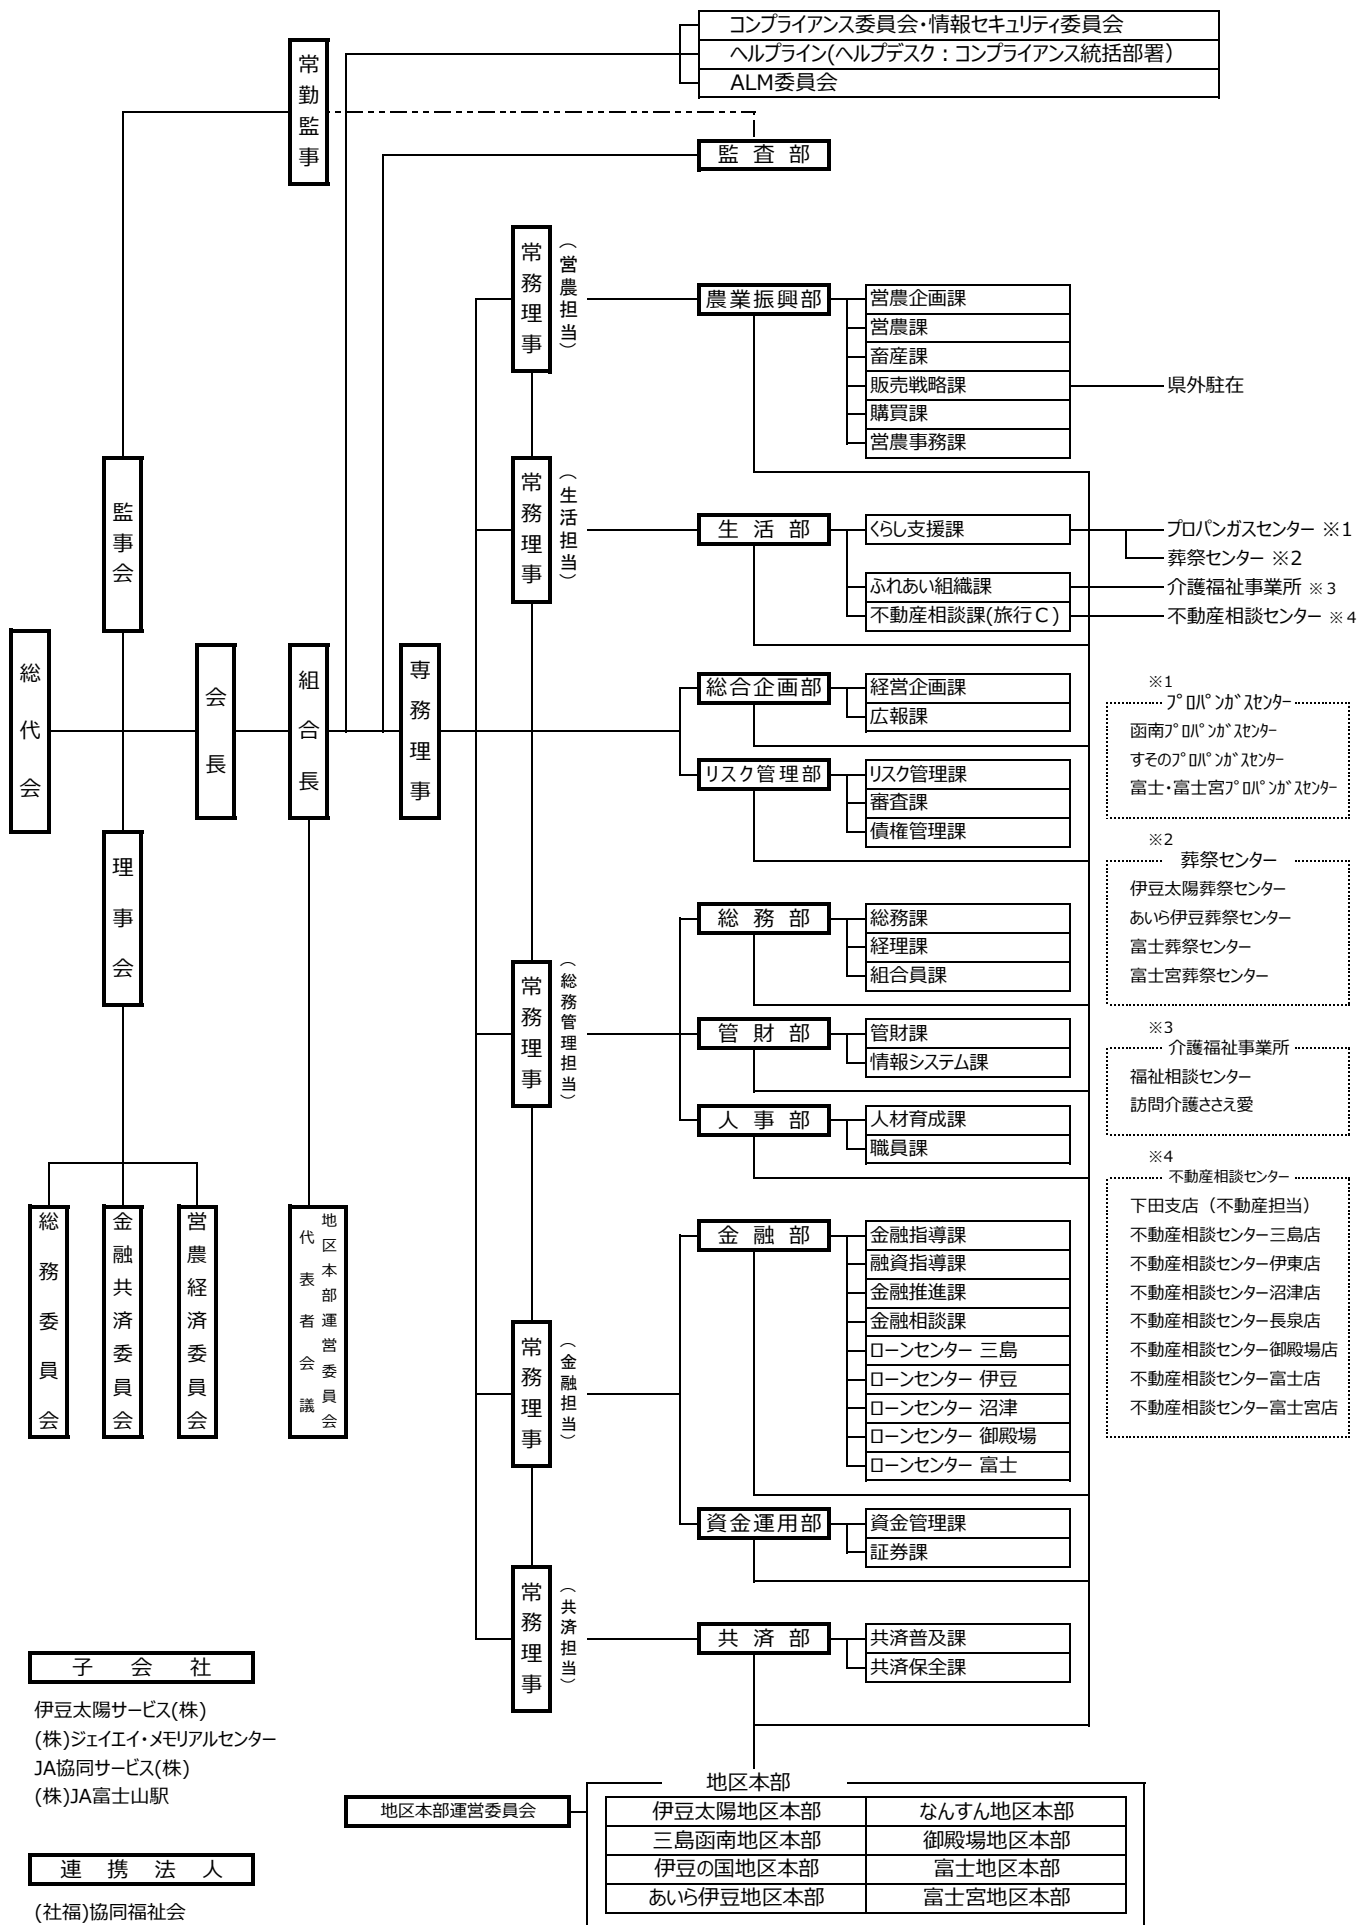 コンプライアンス委員会・情報セキュリティ委員会
ヘルプライン(ヘルプデスク：コンプライアンス統括部署)
ALM委員会
常勤監事
監査部
常務理事
（営農担当）
農業振興部
営農企画課
営農課
畜産課
販売戦略課
県外駐在
購買課
営農事務課
監事会
常務理事
（生活担当）
生活部
くらし支援課
プロパンガスセンター ※1
葬祭センター ※2
ふれあい組織課
介護福祉事業所 ※3
不動産相談課(旅行C)
不動産相談センター ※4
総代会
会長
組合長
専務理事
総合企画部
経営企画課
広報課
リスク管理部
リスク管理課
審査課
債権管理課
※1
プロパンガスセンター
函南プロパンガスセンター
すそのプロパンガスセンター
富士・富士宮プロパンガスセンター
理事会
※2
葬祭センター
伊豆太陽葬祭センター
あいら伊豆葬祭センター
富士葬祭センター
富士宮葬祭センター
常務理事
（総務管理担当）
総務部
総務課
経理課
組合員課
管財部
管財課
情報システム課
人事部
人材育成課
職員課
※3
介護福祉事業所
福祉相談センター
訪問介護ささえ愛
※4
不動産相談センター
下田支店（不動産担当）
不動産相談センター三島店
不動産相談センター伊東店
不動産相談センター沼津店
不動産相談センター長泉店
不動産相談センター御殿場店
不動産相談センター富士店
不動産相談センター富士宮店
総務委員会
金融共済委員会
営農経済委員会
地区本部運営委員会
代表者会議
常務理事
（金融担当）
金融部
金融指導課
融資指導課
金融推進課
金融相談課
ローンセンター 三島
ローンセンター 伊豆
ローンセンター 沼津
ローンセンター 御殿場
ローンセンター 富士
資金運用部
資金管理課
証券課
常務理事
（共済担当）
共済部
共済普及課
共済保全課
子会社
伊豆太陽サービス(株)
(株)ジェイエイ・メモリアルセンター
JA協同サービス(株)
(株)JA富士山駅
連携法人
(社福)協同福祉会
地区本部運営委員会
地区本部
伊豆太陽地区本部
なんすん地区本部
三島函南地区本部
御殿場地区本部
伊豆の国地区本部
富士地区本部
あいら伊豆地区本部
富士宮地区本部